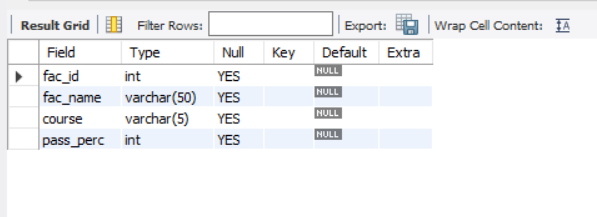 Result Grid Filter Rows: Export: Wrap Cell Content: IA
Field Type Null Key Default Extra
fac_id int YES NULL
fac_name varchar(50) YES NULL
course varchar(5) YES NULL
pass_perc int YES NULL